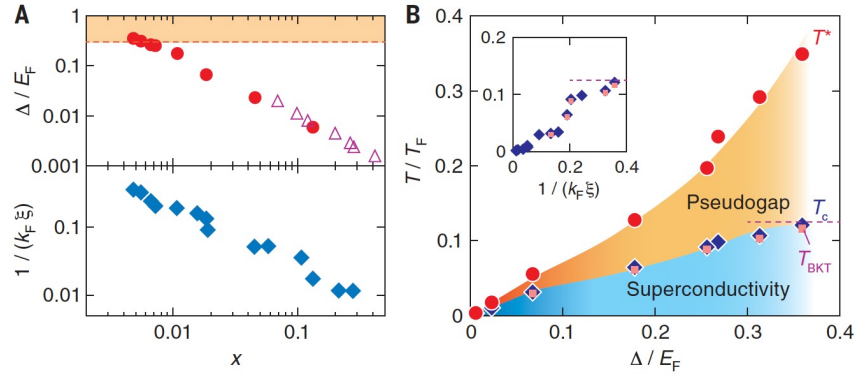 A
1
0.1
0.01
0.001
Δ / E_F
0.1
0.01
1 / (k_F ξ)
0.01
0.1
x
B
0.4
0.3
0.2
0.1
0
T / T_F
0
0.1
0.2
0.3
0.4
Δ / E_F
0.2
0.1
0
0
0.2
0.4
1 / (k_F ξ)
T*
Pseudogap
T_c
T_BKT
Superconductivity